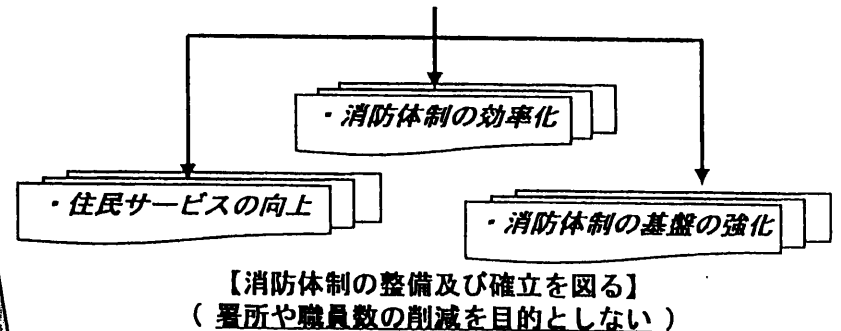 ・消防体制の効率化
・住民サービスの向上
・消防体制の基盤の強化
【消防体制の整備及び確立を図る】
（ 署所や職員数の削減を目的としない ）